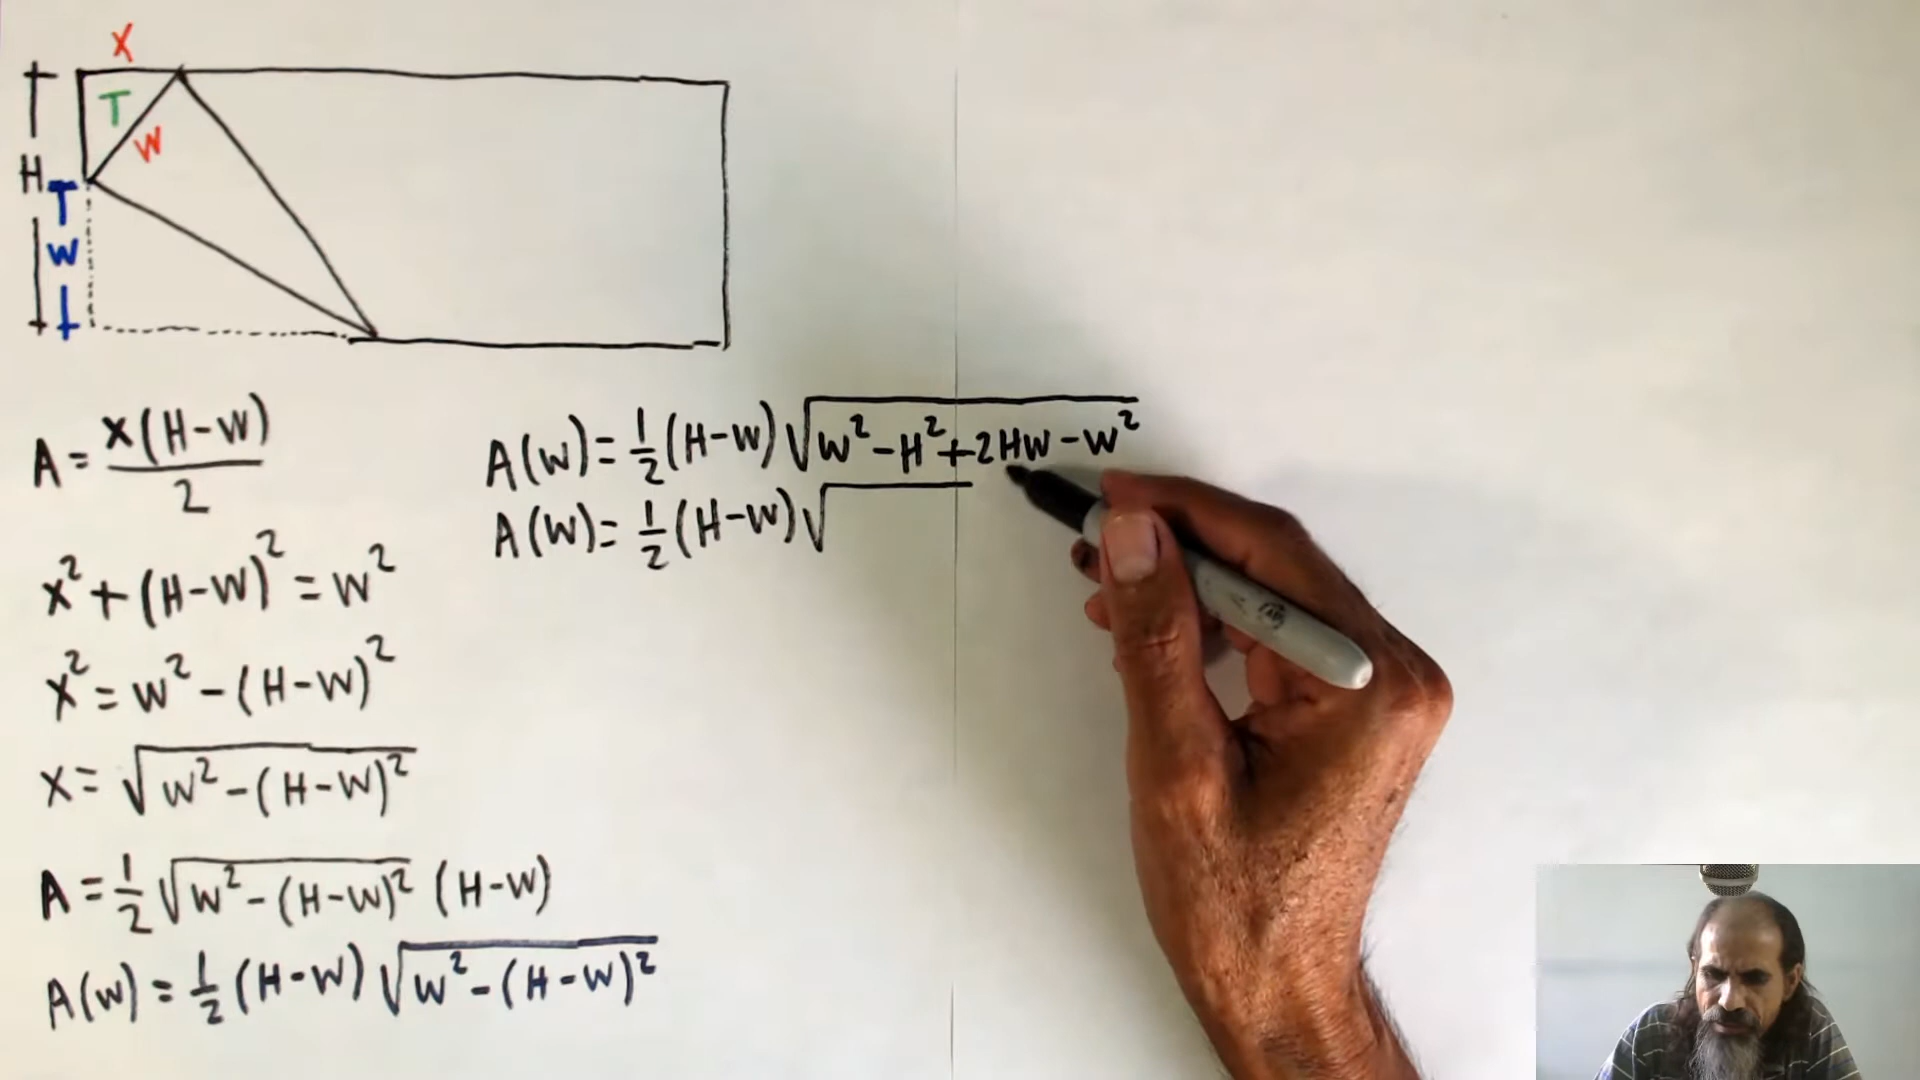 X
T
W
H
W
A = x(H-W)/2
x² + (H-W)² = W²
x² = W² - (H-W)²
x = √(W² - (H-W)²)
A = 1/2 √(W² - (H-W)²) (H-W)
A(W) = 1/2 (H-W) √(W² - (H-W)²)
A(W) = 1/2 (H-W) √(W² - H² + 2HW - W²)
A(W) = 1/2 (H-W) √